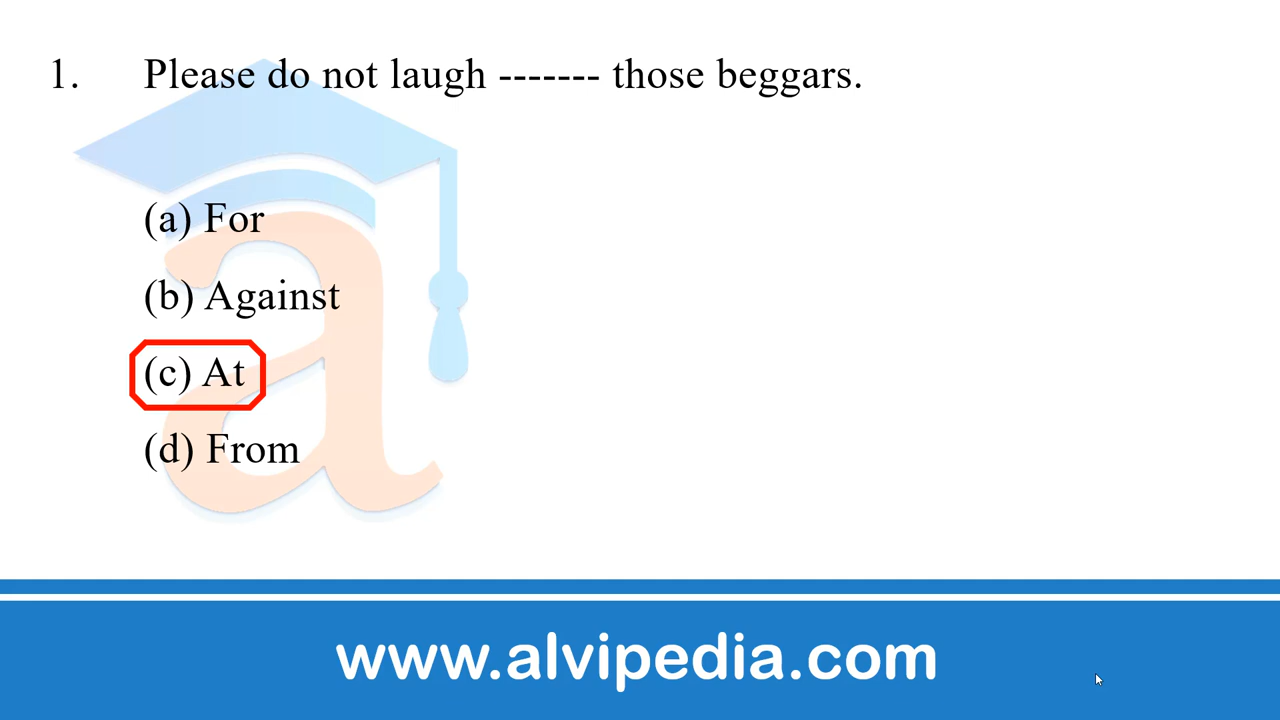 1. Please do not laugh ------- those beggars.
(a) For
(b) Against
(c) At
(d) From
www.alvipedia.com